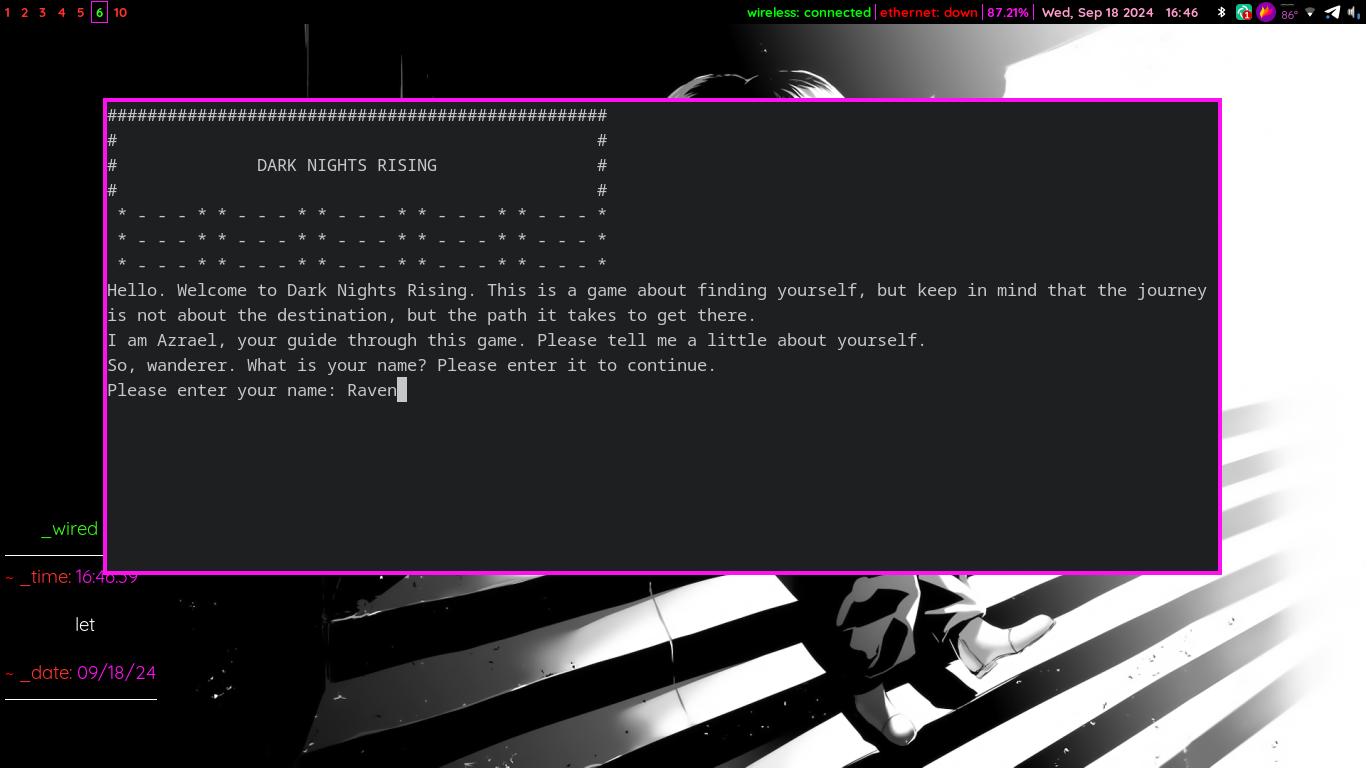 1 2 3 4 5 6 10
wireless: connected ethernet: down 87.21% Wed, Sep 18 2024 16:46 1 86°
##################################################
# #
# DARK NIGHTS RISING #
# #
* - - - * * - - - * * - - - * * - - - * * - - - *
* - - - * * - - - * * - - - * * - - - * * - - - *
* - - - * * - - - * * - - - * * - - - * * - - - *
Hello. Welcome to Dark Nights Rising. This is a game about finding yourself, but keep in mind that the journey
is not about the destination, but the path it takes to get there.
I am Azrael, your guide through this game. Please tell me a little about yourself.
So, wanderer. What is your name? Please enter it to continue.
Please enter your name: Raven
_wired
~ _time: 16:46:59
let
~ _date: 09/18/24